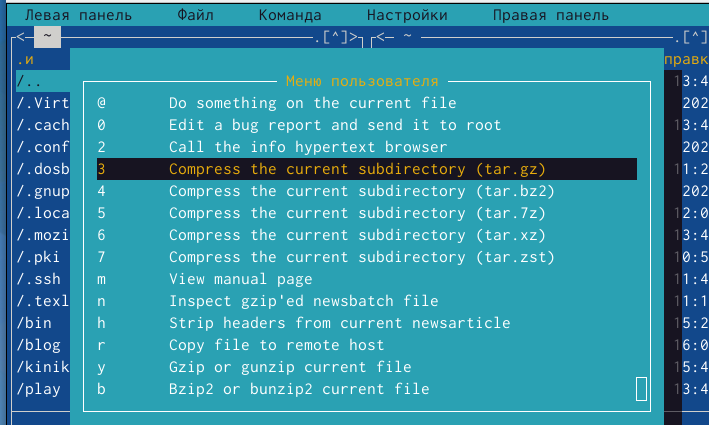 Левая панель Файл Команда Настройки Правая панель
<─ ~ .[^]> <─ ~ .[^]
.и правк
/.. 13:4
Меню пользователя
/.Virt @ Do something on the current file 202
/.cach 0 Edit a bug report and send it to root 13:4
/.conf 2 Call the info hypertext browser 202
/.dosb 3 Compress the current subdirectory (tar.gz) 11:2
/.gnup 4 Compress the current subdirectory (tar.bz2) 202
/.loca 5 Compress the current subdirectory (tar.7z) 12:0
/.mozi 6 Compress the current subdirectory (tar.xz) 13:4
/.pki 7 Compress the current subdirectory (tar.zst) 10:5
/.ssh m View manual page 11:4
/.texl n Inspect gzip'ed newsbatch file 11:1
/bin h Strip headers from current newsarticle 15:2
/blog r Copy file to remote host 16:0
/kinik y Gzip or gunzip current file 15:4
/play b Bzip2 or bunzip2 current file 13:4